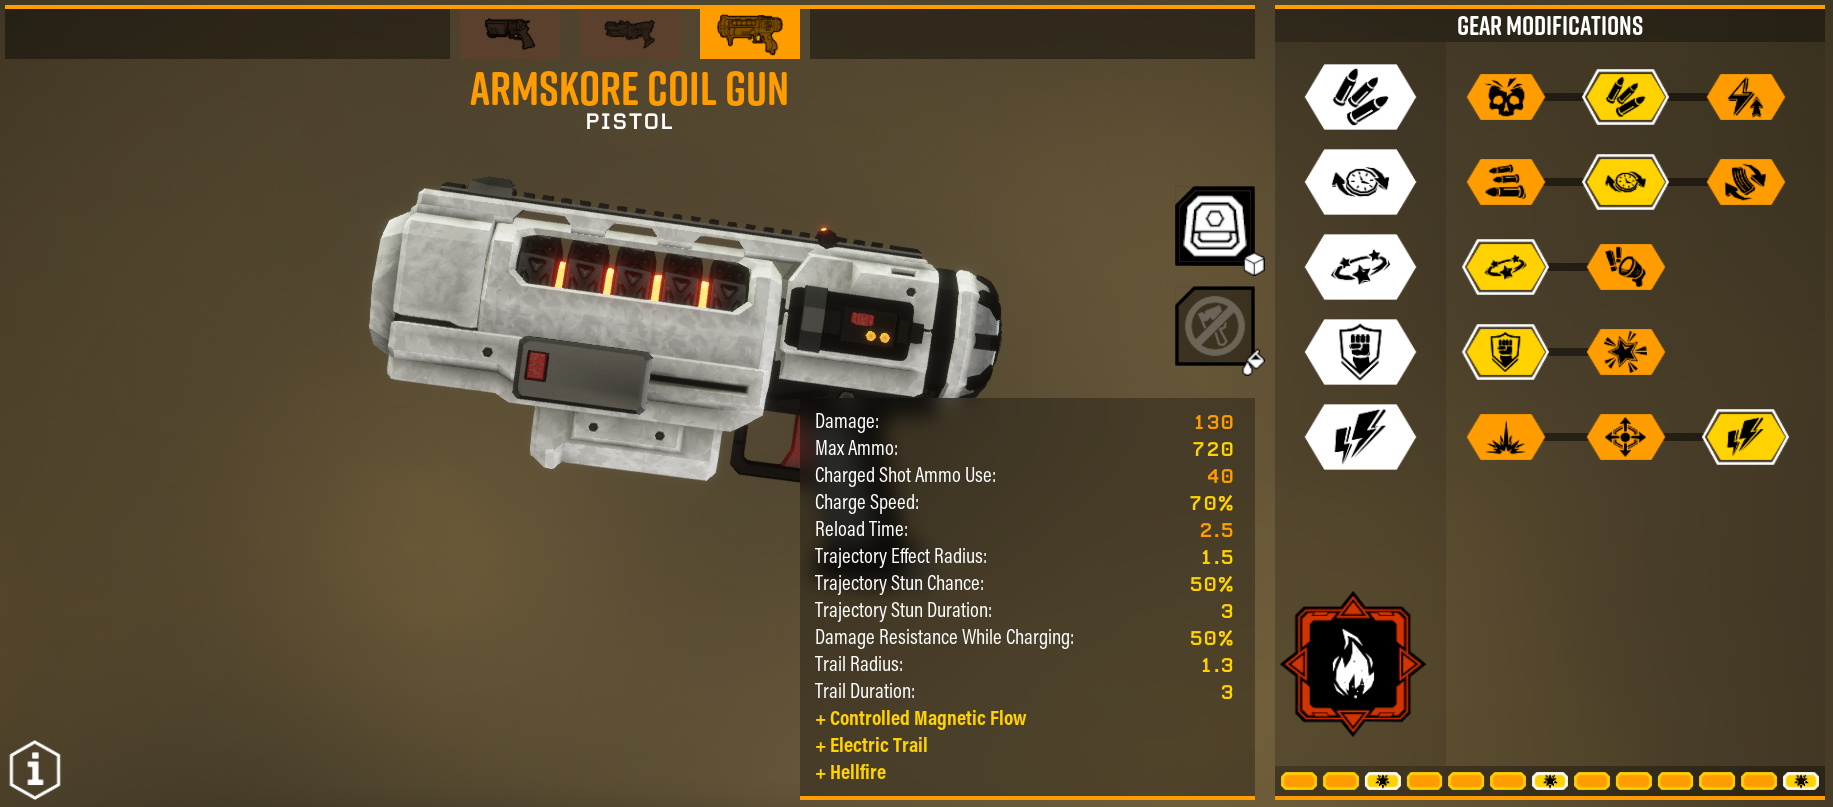 ARMSKORE COIL GUN
PISTOL
GEAR MODIFICATIONS
Damage: 130
Max Ammo: 720
Charged Shot Ammo Use: 40
Charge Speed: 70%
Reload Time: 2.5
Trajectory Effect Radius: 1.5
Trajectory Stun Chance: 50%
Trajectory Stun Duration: 3
Damage Resistance While Charging: 50%
Trail Radius: 1.3
Trail Duration: 3
+ Controlled Magnetic Flow
+ Electric Trail
+ Hellfire